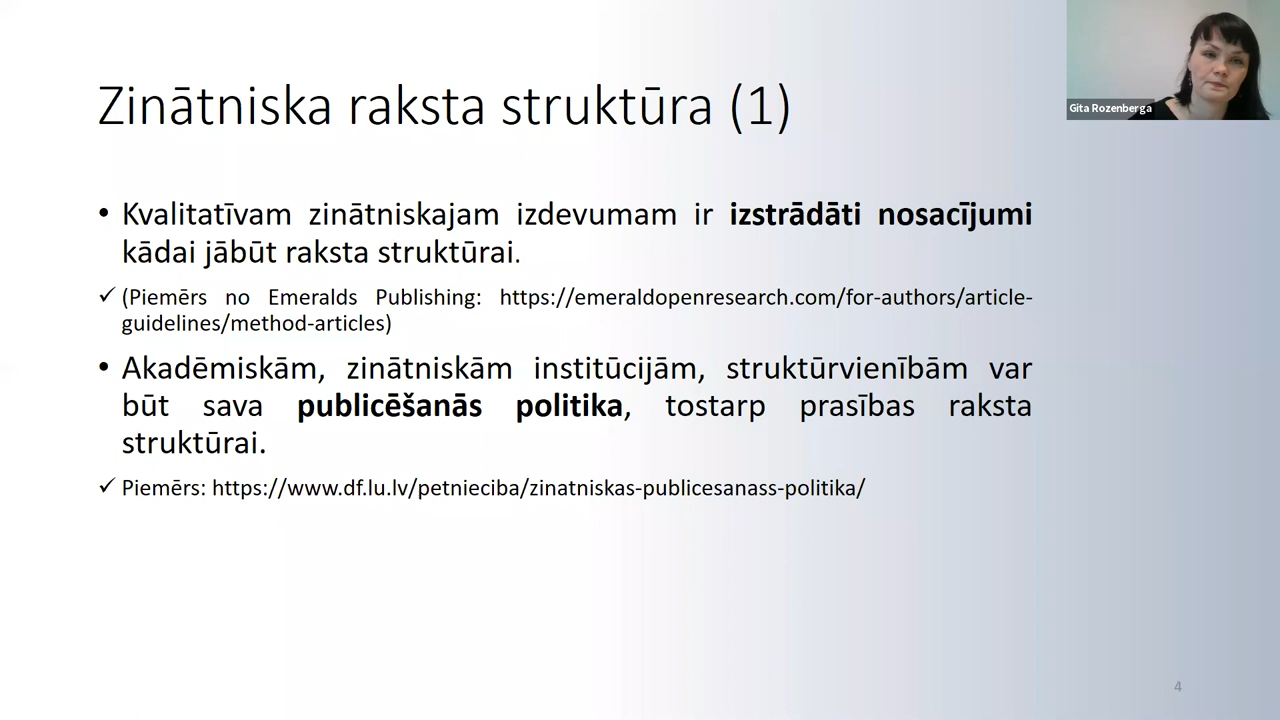 Zinātniska raksta struktūra (1)
Gita Rozenberga
• Kvalitatīvam zinātniskajam izdevumam ir izstrādāti nosacījumi
kādai jābūt raksta struktūrai.
✓ (Piemērs no Emeralds Publishing: https://emeraldopenresearch.com/for-authors/article-
guidelines/method-articles)
• Akadēmiskām, zinātniskām institūcijām, struktūrvienībām var
būt sava publicēšanās politika, tostarp prasības raksta
struktūrai.
✓ Piemērs: https://www.df.lu.lv/petnieciba/zinatniskas-publicesanass-politika/
4